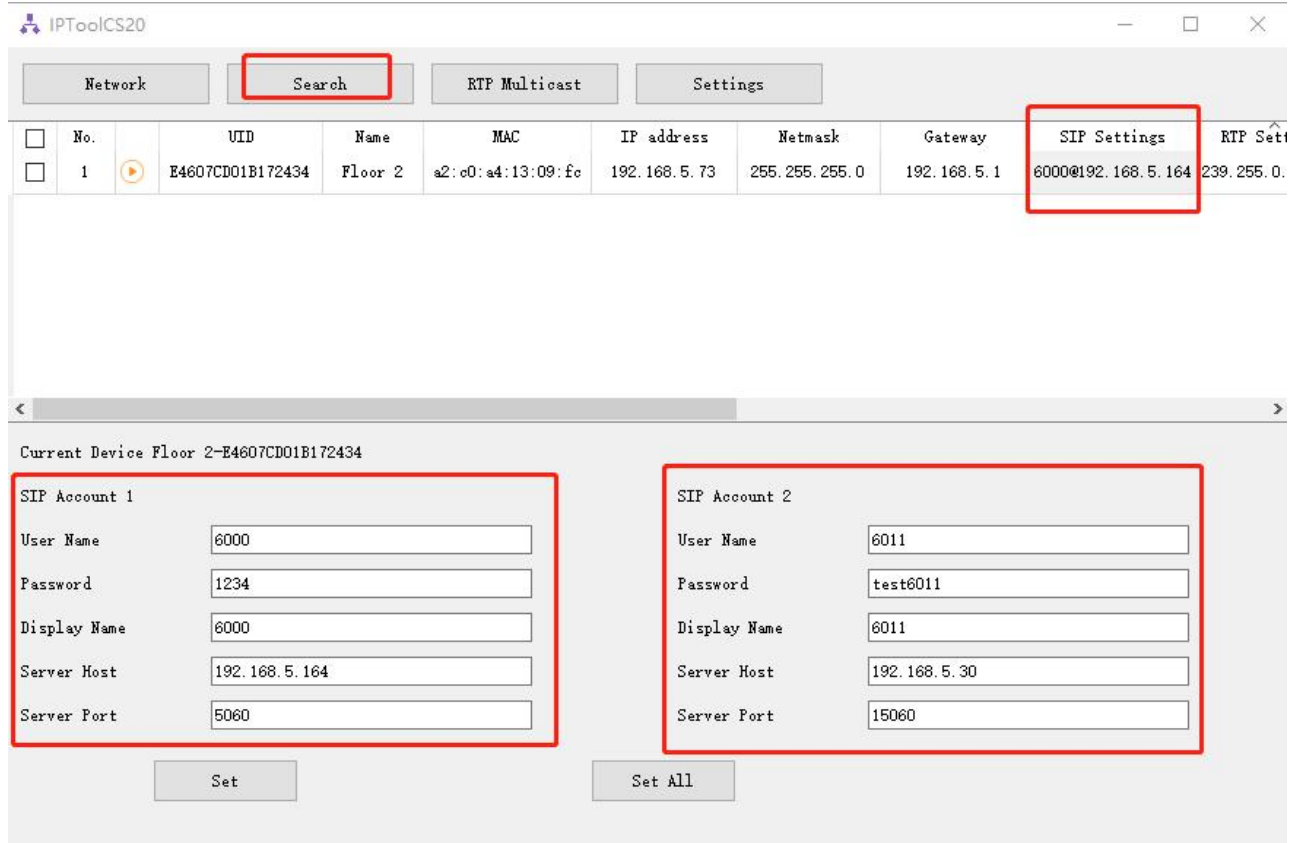 IPToolCS20
Network Search RTP Multicast Settings
No. UID Name MAC IP address Netmask Gateway SIP Settings RTP Sett
1 E4607CD01B172434 Floor 2 a2:c0:a4:13:09:fc 192.168.5.73 255.255.255.0 192.168.5.1 6000@192.168.5.164 239.255.0.
Current Device Floor 2-E4607CD01B172434
SIP Account 1
User Name 6000
Password 1234
Display Name 6000
Server Host 192.168.5.164
Server Port 5060
SIP Account 2
User Name 6011
Password test6011
Display Name 6011
Server Host 192.168.5.30
Server Port 15060
Set Set All